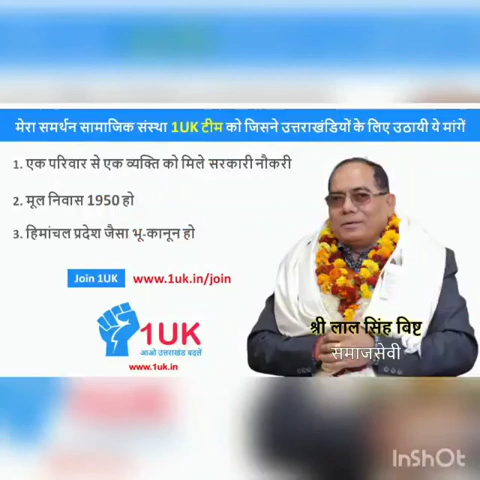 मेरा समर्थन सामाजिक संस्था 1UK टीम को जिसने उत्तराखंडियों के लिए उठायी ये मांगें
1. एक परिवार से एक व्यक्ति को मिले सरकारी नौकरी
2. मूल निवास 1950 हो
3. हिमांचल प्रदेश जैसा भू-कानून हो
Join 1UK www.1uk.in/join
1UK
आओ उत्तराखंड बदलें
www.1uk.in
श्री लाल सिंह विष्ट
समाजसेवी
InShOt